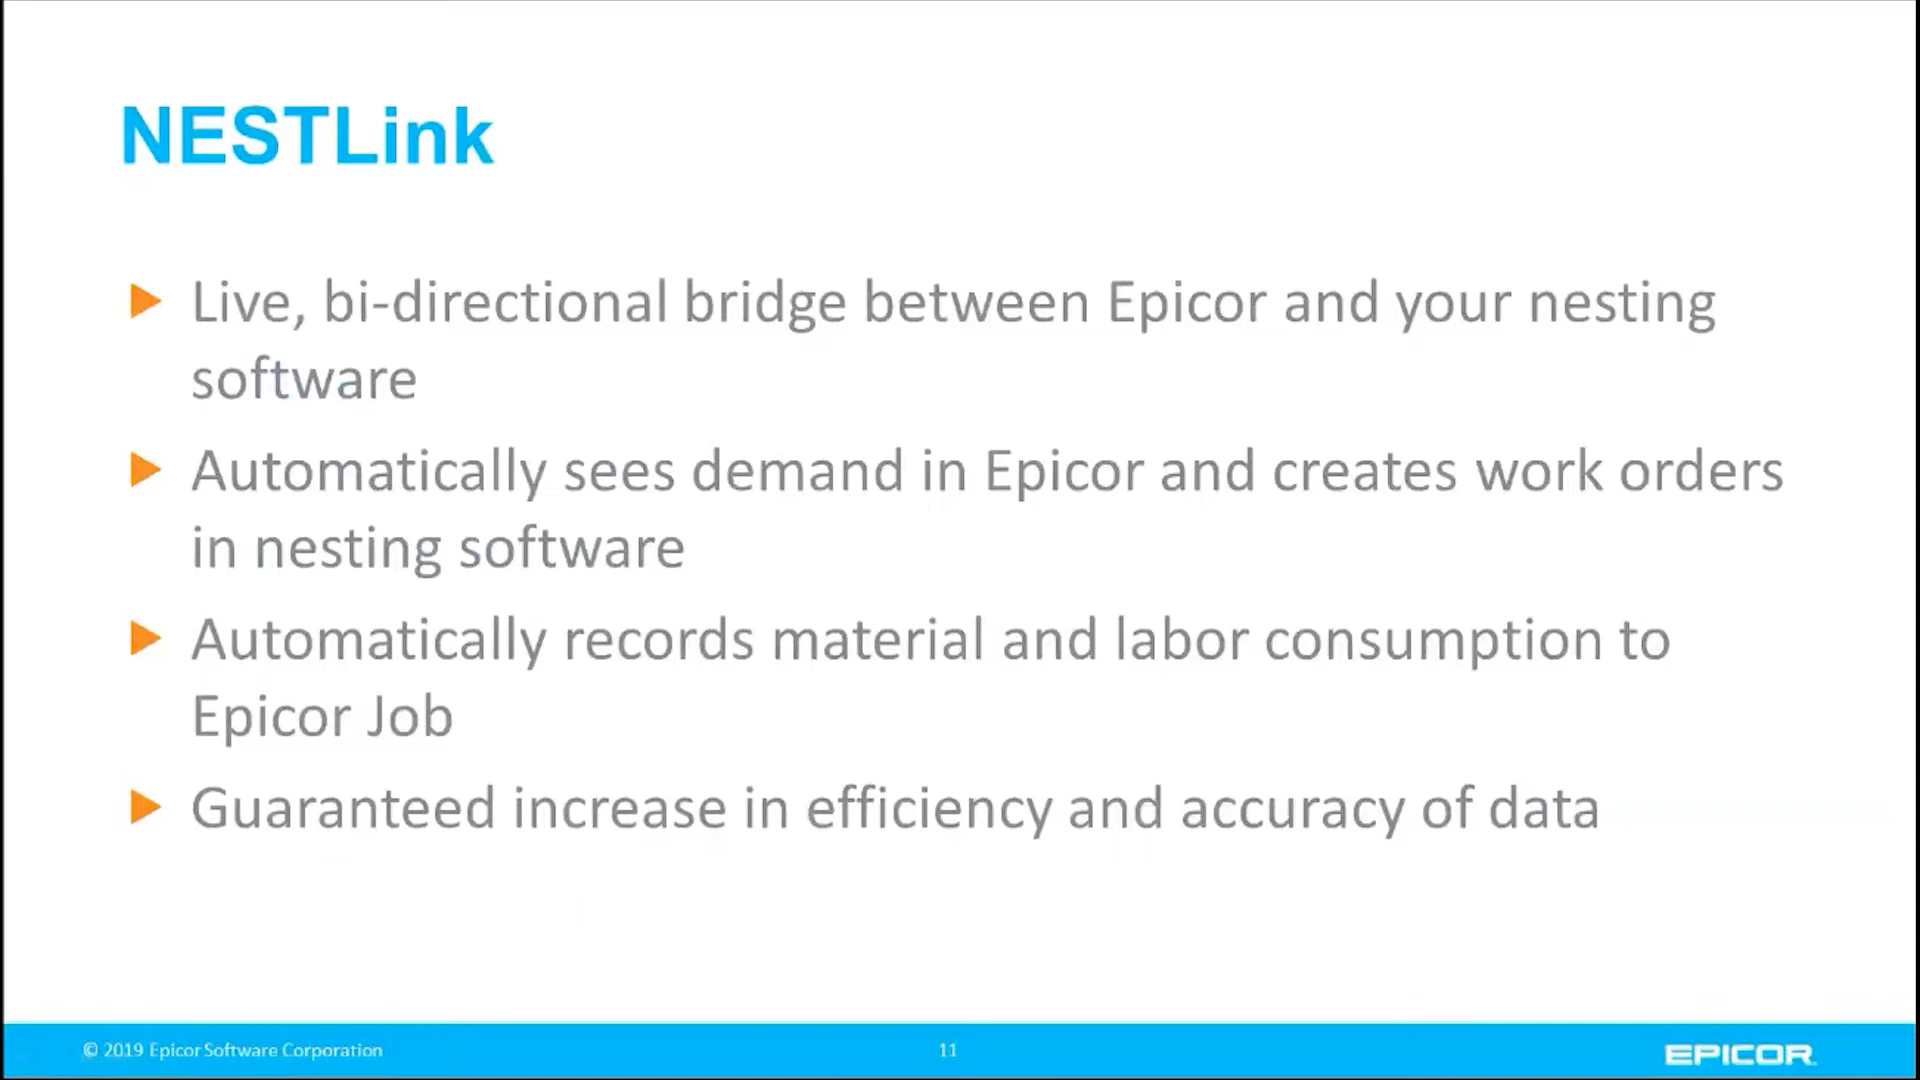 NESTLink
Live, bi-directional bridge between Epicor and your nesting
software
Automatically sees demand in Epicor and creates work orders
in nesting software
Automatically records material and labor consumption to
Epicor Job
Guaranteed increase in efficiency and accuracy of data
© 2019 Epicor Software Corporation
11
EPICOR